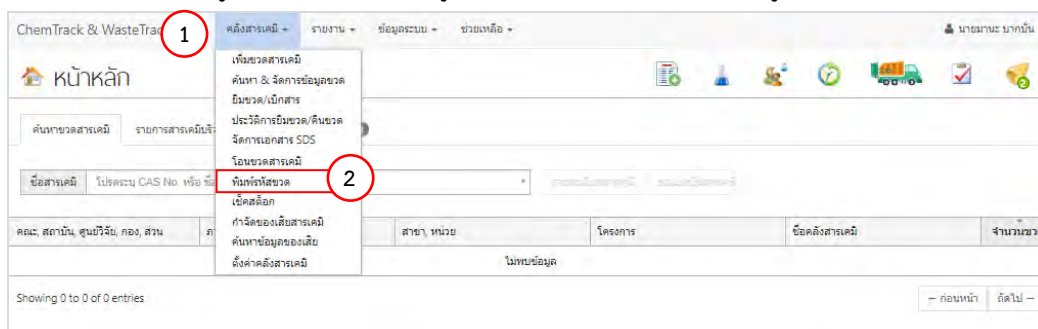 ChemTrack & WasteTrac
1
คลังสารเคมี
รายงาน
ข้อมูลระบบ
ช่วยเหลือ
นายมานะ บากบั่น
หน้าหลัก
เพิ่มขวดสารเคมี
ค้นหา & จัดการข้อมูลขวด
ยืมขวด/เบิกสาร
ประวัติการยืมขวด/คืนขวด
จัดการเอกสาร SDS
โอนขวดสารเคมี
พิมพ์รหัสขวด
2
เช็คสต็อก
กำจัดของเสียสารเคมี
ค้นหาข้อมูลของเสีย
ตั้งค่าคลังสารเคมี
ค้นหาขวดสารเคมี
รายการสารเคมีบริ
ชื่อสารเคมี
โปรดระบุ CAS No. หรือ ชื่
คณะ, สถาบัน, ศูนย์วิจัย, กอง, ส่วน
ภา
สาขา, หน่วย
โครงการ
ชื่อคลังสารเคมี
จำนวนขว
ไม่พบข้อมูล
Showing 0 to 0 of 0 entries
← ก่อนหน้า
ถัดไป →